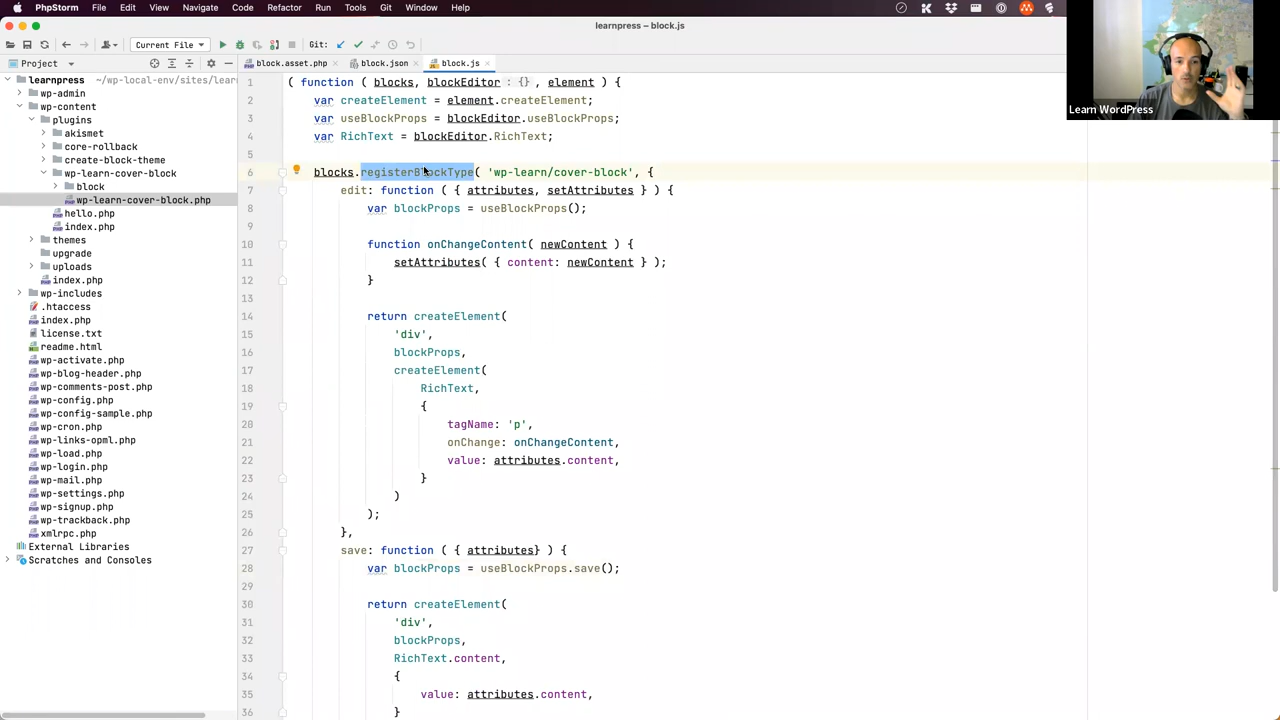 PhpStorm File Edit View Navigate Code Refactor Run Tools Git Window Help
learnpress – block.js
Current File Git:
Project
block.asset.php block.json block.js
learnpress ~/wp-local-env/sites/lear
wp-admin
wp-content
plugins
akismet
core-rollback
create-block-theme
wp-learn-cover-block
block
wp-learn-cover-block.php
hello.php
index.php
themes
upgrade
uploads
index.php
wp-includes
.htaccess
index.php
license.txt
readme.html
wp-activate.php
wp-blog-header.php
wp-comments-post.php
wp-config.php
wp-config-sample.php
wp-cron.php
wp-links-opml.php
wp-load.php
wp-login.php
wp-mail.php
wp-settings.php
wp-signup.php
wp-trackback.php
xmlrpc.php
External Libraries
Scratches and Consoles
1 ( function ( blocks, blockEditor : {} , element ) {
2 var createElement = element.createElement;
3 var useBlockProps = blockEditor.useBlockProps;
4 var RichText = blockEditor.RichText;
5
6 blocks.registerBlockType( 'wp-learn/cover-block', {
7 edit: function ( { attributes, setAttributes } ) {
8 var blockProps = useBlockProps();
9
10 function onChangeContent( newContent ) {
11 setAttributes( { content: newContent } );
12 }
13
14 return createElement(
15 'div',
16 blockProps,
17 createElement(
18 RichText,
19 {
20 tagName: 'p',
21 onChange: onChangeContent,
22 value: attributes.content,
23 }
24 )
25 );
26 },
27 save: function ( { attributes} ) {
28 var blockProps = useBlockProps.save();
29
30 return createElement(
31 'div',
32 blockProps,
33 RichText.content,
34 {
35 value: attributes.content,
36 }
Learn WordPress